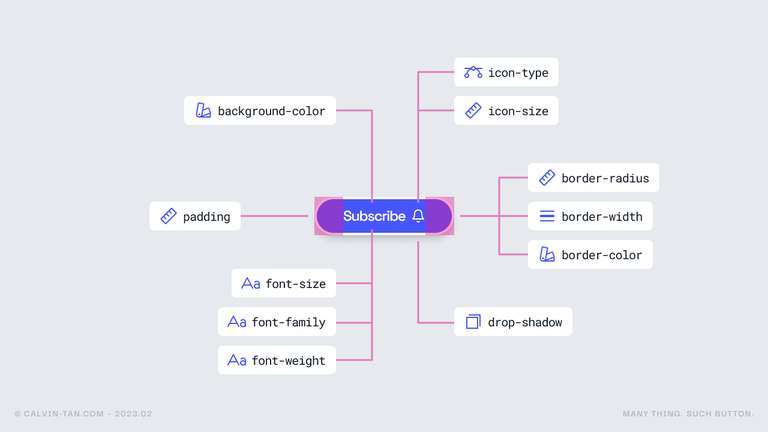 icon-type
background-color
icon-size
border-radius
padding
Subscribe
border-width
border-color
Aa font-size
Aa font-family
drop-shadow
Aa font-weight
© CALVIN-TAN.COM – 2023.02
MANY THING. SUCH BUTTON.